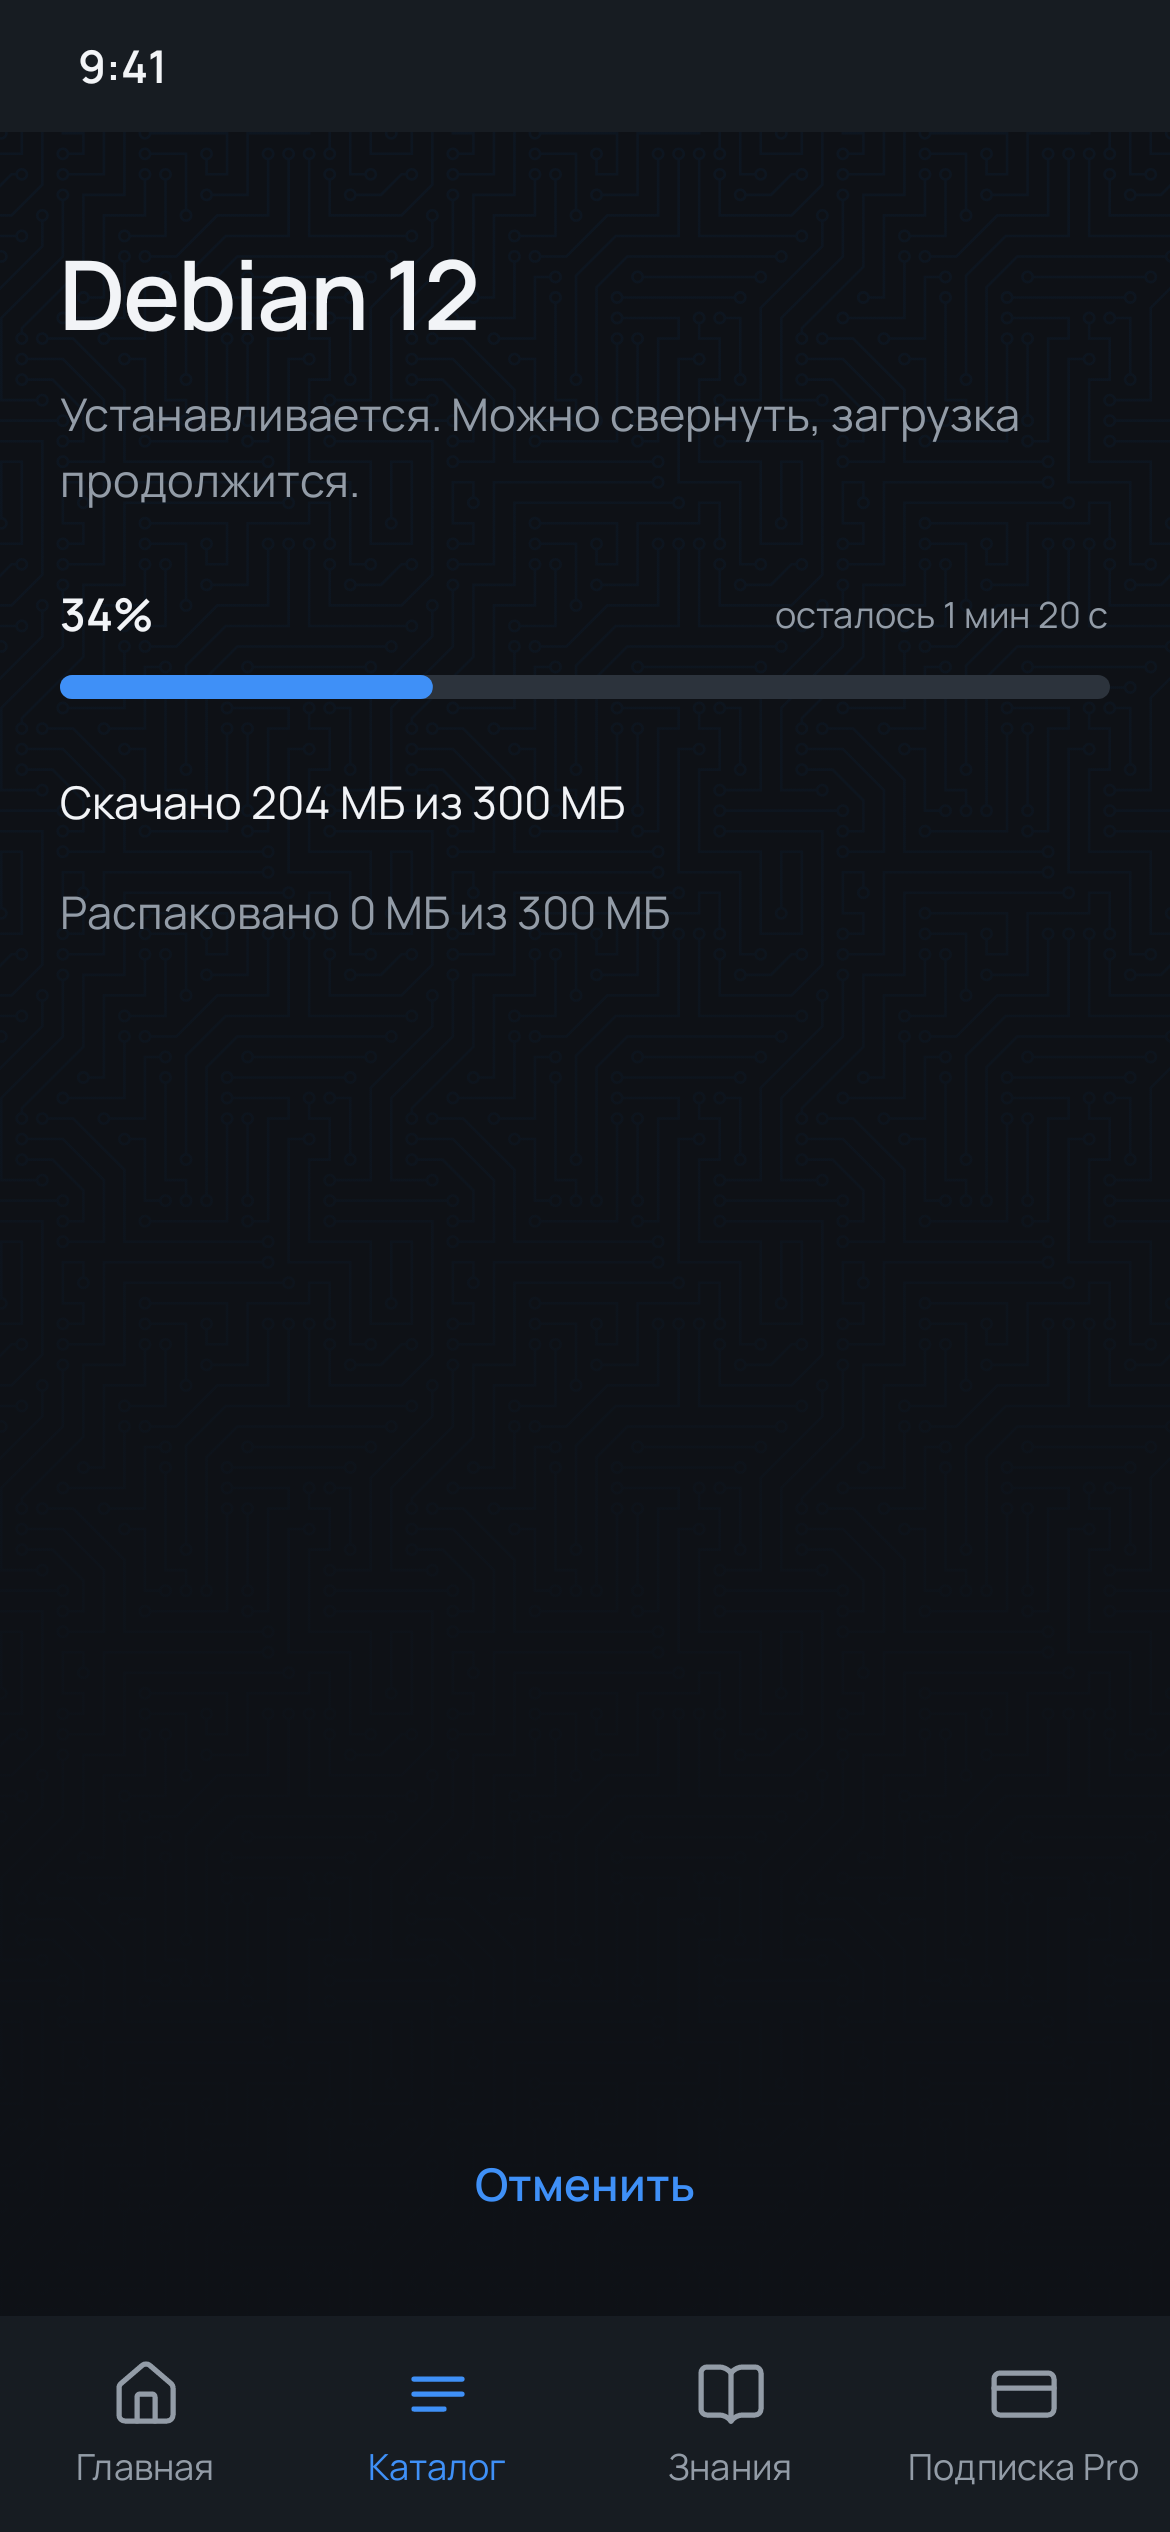 9:41
Debian 12
Устанавливается. Можно свернуть, загрузка
продолжится.
34%
осталось 1 мин 20 с
Скачано 204 МБ из 300 МБ
Распаковано 0 МБ из 300 МБ
Отменить
Главная
Каталог
Знания
Подписка Pro